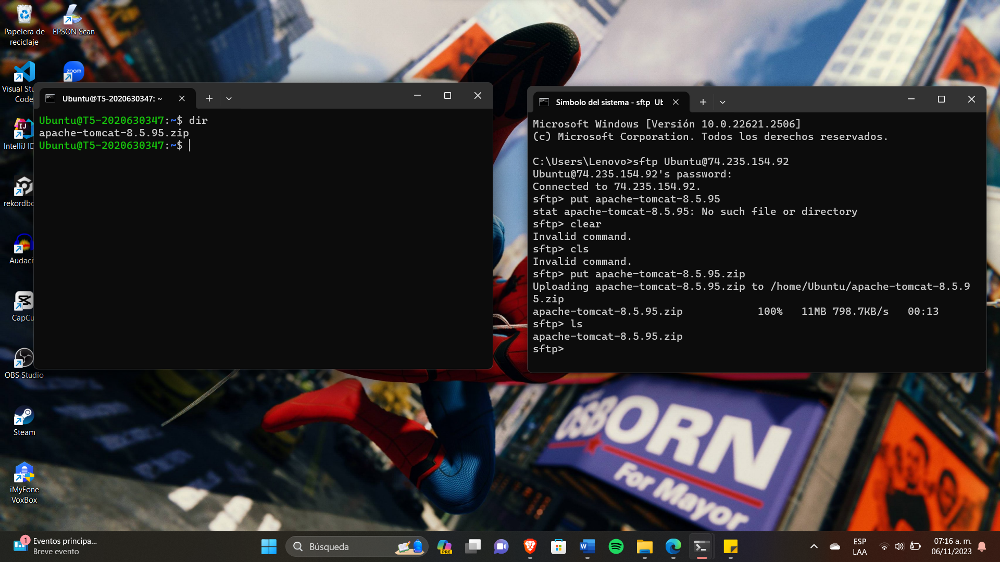 Papelera de
reciclaje
EPSON Scan
Visual Stu
Code
zoom
IntelliJ ID
rekordbo
Audaci
CapCu
OBS Studio
Steam
iMyFone
VoxBox
Ubuntu@T5-2020630347: ~
Ubuntu@T5-2020630347:~$ dir
apache-tomcat-8.5.95.zip
Ubuntu@T5-2020630347:~$
Símbolo del sistema - sftp Ut
Microsoft Windows [Versión 10.0.22621.2506]
(c) Microsoft Corporation. Todos los derechos reservados.
C:\Users\Lenovo>sftp Ubuntu@74.235.154.92
Ubuntu@74.235.154.92's password:
Connected to 74.235.154.92.
sftp> put apache-tomcat-8.5.95
stat apache-tomcat-8.5.95: No such file or directory
sftp> clear
Invalid command.
sftp> cls
Invalid command.
sftp> put apache-tomcat-8.5.95.zip
Uploading apache-tomcat-8.5.95.zip to /home/Ubuntu/apache-tomcat-8.5.9
5.zip
apache-tomcat-8.5.95.zip 100% 11MB 798.7KB/s 00:13
sftp> ls
apache-tomcat-8.5.95.zip
sftp>
OSBORN
For Mayor
1
Eventos principa...
Breve evento
Búsqueda
PRE
ESP
LAA
07:16 a. m.
06/11/2023